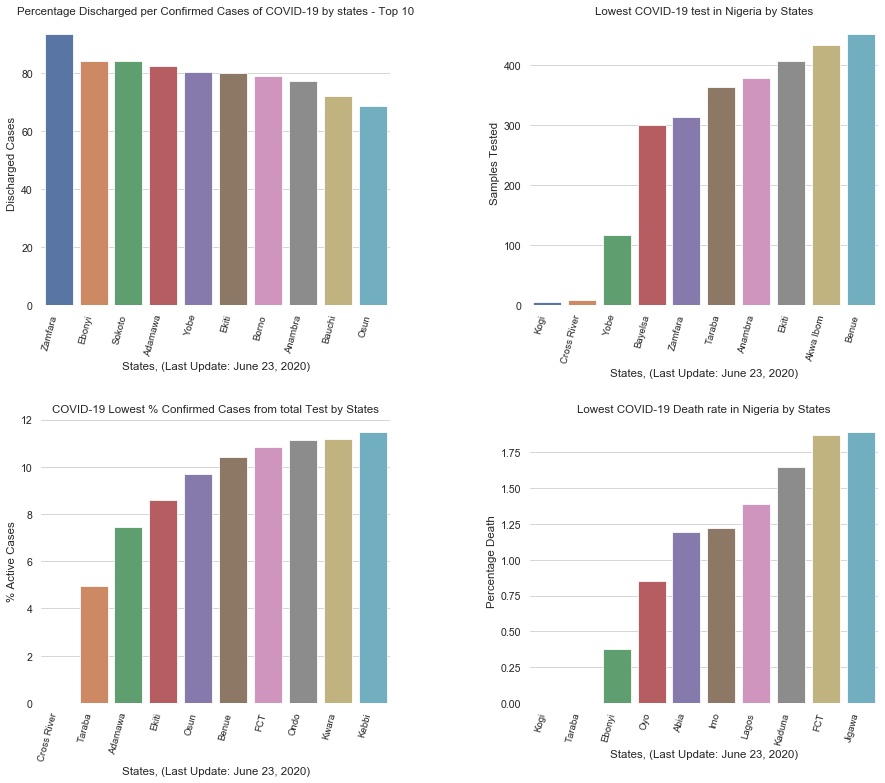 Percentage Discharged per Confirmed Cases of COVID-19 by states - Top 10
Discharged Cases
80
60
40
20
0
Zamfara
Ebonyi
Sokoto
Adamawa
Yobe
Ekiti
Borno
Anambra
Bauchi
Osun
States, (Last Update: June 23, 2020)
Lowest COVID-19 test in Nigeria by States
Samples Tested
400
300
200
100
0
Kogi
Cross River
Yobe
Bayelsa
Zamfara
Taraba
Anambra
Ekiti
Akwa Ibom
Benue
States, (Last Update: June 23, 2020)
COVID-19 Lowest % Confirmed Cases from total Test by States
% Active Cases
12
10
8
6
4
2
0
Cross River
Taraba
Adamawa
Ekiti
Osun
Benue
FCT
Ondo
Kwara
Kebbi
States, (Last Update: June 23, 2020)
Lowest COVID-19 Death rate in Nigeria by States
Percentage Death
1.75
1.50
1.25
1.00
0.75
0.50
0.25
0.00
Kogi
Taraba
Ebonyi
Oyo
Abia
Imo
Lagos
Kaduna
FCT
Jigawa
States, (Last Update: June 23, 2020)